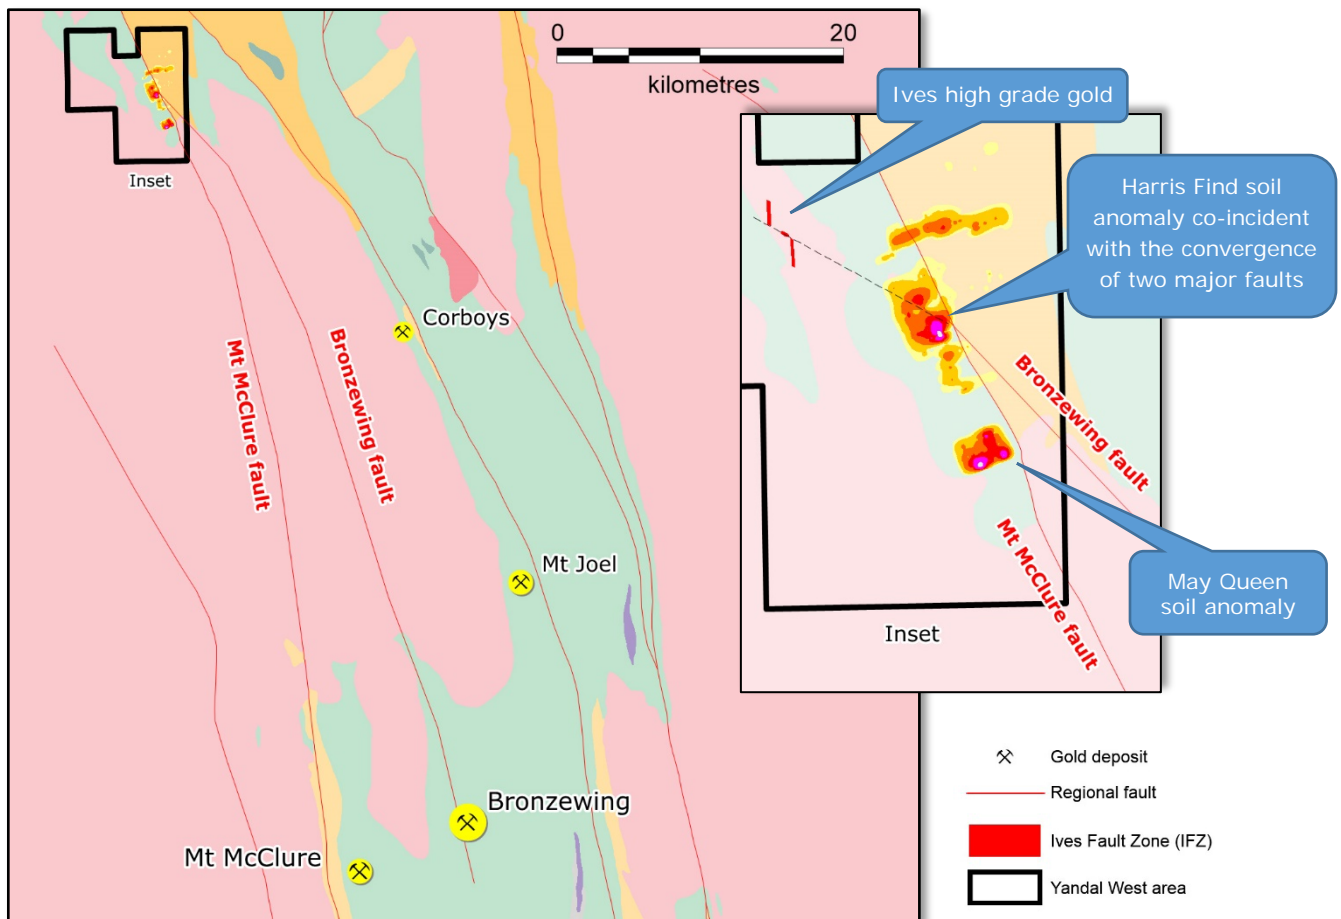 0
20
kilometres
Inset
Ives high grade gold
Harris Find soil
anomaly co-incident
with the convergence
of two major faults
Corboys
Mt McClure fault
Bronzewing fault
Bronzewing fault
Mt Joel
May Queen
soil anomaly
Mt McClure fault
Inset
Bronzewing
Mt McClure
Gold deposit
Regional fault
Ives Fault Zone (IFZ)
Yandal West area